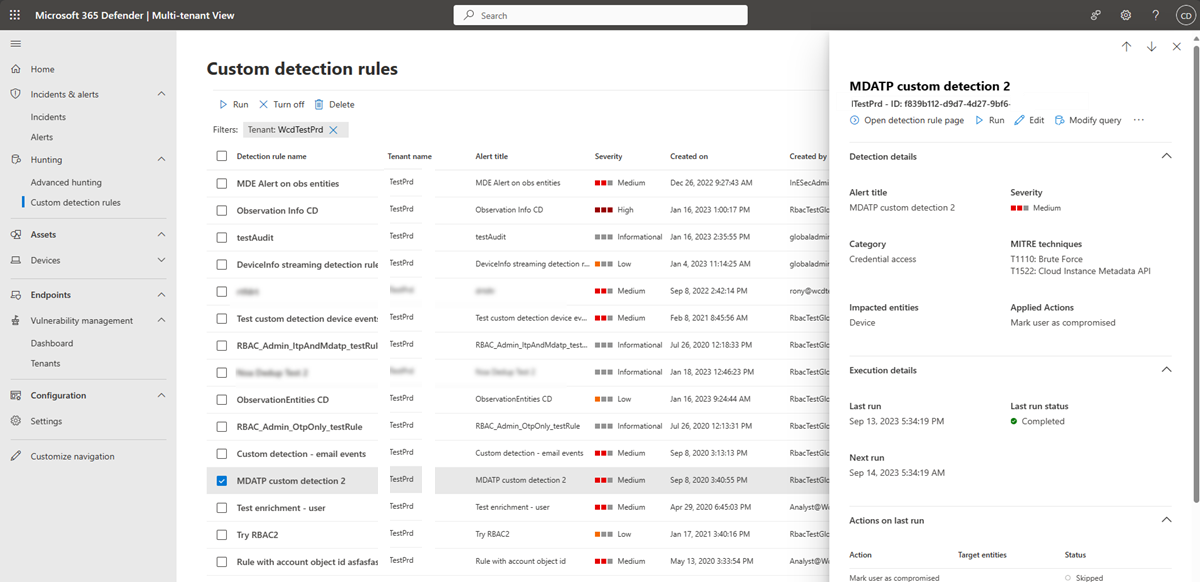 Microsoft 365 Defender | Multi-tenant View
Search
CD
Home
Incidents & alerts
Incidents
Alerts
Hunting
Advanced hunting
Custom detection rules
Assets
Devices
Endpoints
Vulnerability management
Dashboard
Tenants
Configuration
Settings
Customize navigation
Custom detection rules
Run Turn off Delete
Filters: Tenant: WcdTestPrd
Detection rule name Tenant name Alert title Severity Created on Created by
MDE Alert on obs entities TestPrd MDE Alert on obs entities Medium Dec 26, 2022 9:27:43 AM InESecAdmi
Observation Info CD TestPrd Observation Info CD High Jan 16, 2023 1:00:17 PM RbacTestGlo
testAudit TestPrd testAudit Informational Jan 16, 2023 2:35:55 PM globaladmin
DeviceInfo streaming detection rule TestPrd DeviceInfo streaming detection r... Low Jan 4, 2023 11:14:25 AM globaladmin
Medium Sep 8, 2022 2:42:14 PM rony@wcdte
Test custom detection device event TestPrd Test custom detection device ev... Medium Feb 8, 2021 8:45:56 AM RbacTestGlo
RBAC_Admin_ItpAndMdatp_testRul TestPrd RBAC_Admin_ItpAndMdatp_test... Informational Jul 26, 2020 12:18:33 PM RbacTestGlo
Informational Jan 18, 2023 12:46:23 PM RbacTestGlo
ObservationEntities CD TestPrd ObservationEntities CD Low Jan 16, 2023 9:24:44 AM RbacTestGlo
RBAC_Admin_OtpOnly_testRule TestPrd RBAC_Admin_OtpOnly_testRule Informational Jul 26, 2020 12:13:31 PM RbacTestGlo
Custom detection - email events TestPrd Custom detection - email events Medium Sep 8, 2020 3:13:13 PM RbacTestGlo
MDATP custom detection 2 TestPrd MDATP custom detection 2 Medium Sep 8, 2020 3:40:55 PM RbacTestGlo
Test enrichment - user TestPrd Test enrichment - user Medium Apr 29, 2020 6:45:03 PM Analyst@Wc
Try RBAC2 TestPrd Try RBAC2 Low Jan 17, 2021 3:40:16 PM RbacTestGlo
Rule with account object id asfasfas TestPrd Rule with account object id Medium May 13, 2020 3:33:54 PM Analyst@Wc
MDATP custom detection 2
lTestPrd - ID: f839b112-d9d7-4d27-9bf6-
Open detection rule page Run Edit Modify query ...
Detection details
Alert title Severity
MDATP custom detection 2 Medium
Category MITRE techniques
Credential access T1110: Brute Force
T1522: Cloud Instance Metadata API
Impacted entities Applied Actions
Device Mark user as compromised
Execution details
Last run Last run status
Sep 13, 2023 5:34:19 PM Completed
Next run
Sep 14, 2023 5:34:19 AM
Actions on last run
Action Target entities Status
Mark user as compromised Skipped